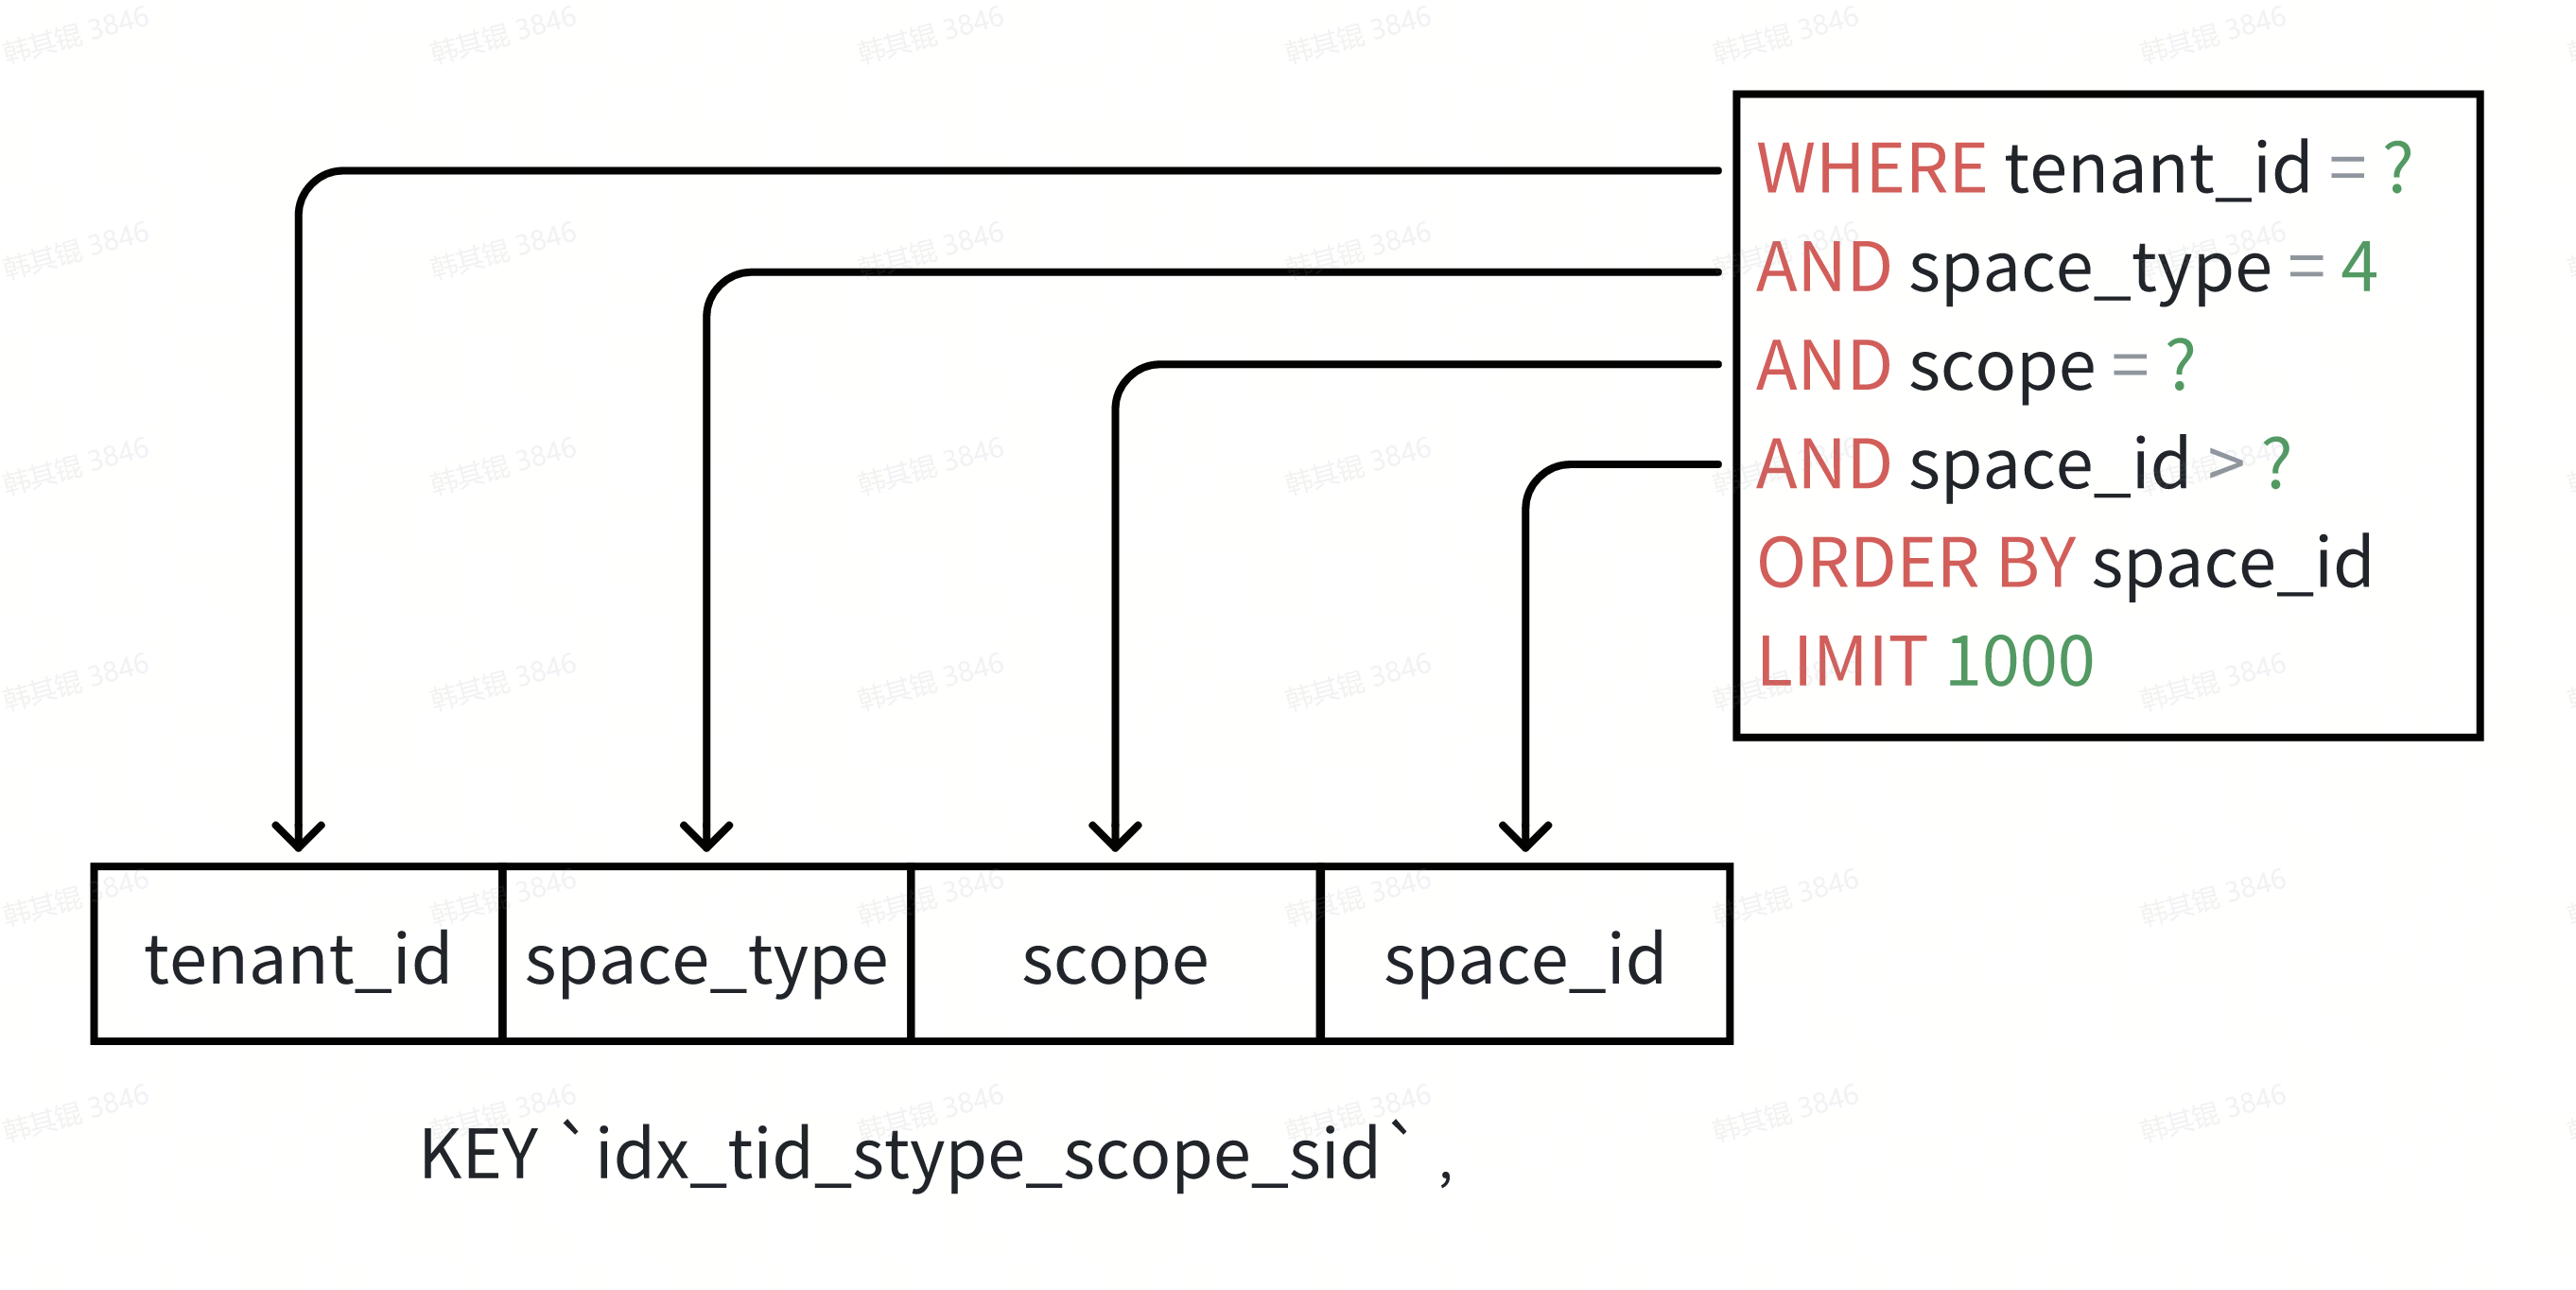 WHERE tenant_id = ?
AND space_type = 4
AND scope = ?
AND space_id > ?
ORDER BY space_id
LIMIT 1000
tenant_id space_type scope space_id
KEY `idx_tid_stype_scope_sid` ,
韩其锟 3846